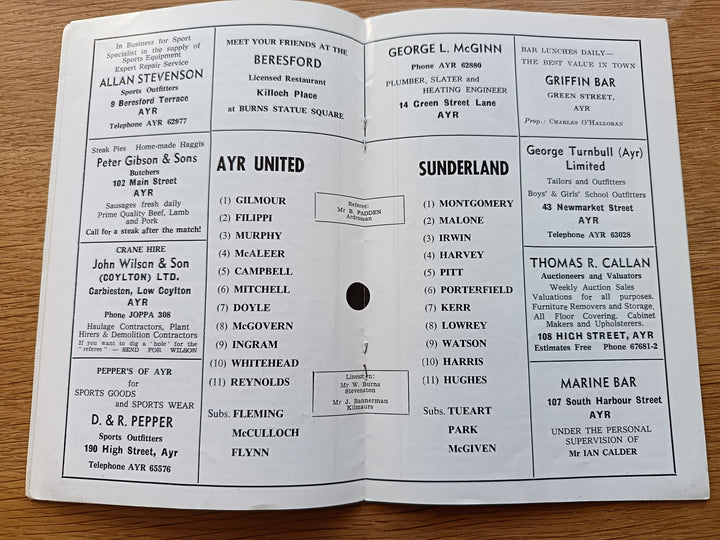 In Business for Sport
Specialist in the supply of
Sports Equipment
Expert Repair Service
ALLAN STEVENSON
Sports Outfitters
9 Beresford Terrace
AYR
Telephone AYR 62977
MEET YOUR FRIENDS AT THE
BERESFORD
Licensed Restaurant
Killoch Place
at BURNS STATUE SQUARE
GEORGE L. McGINN
Phone AYR 62880
PLUMBER, SLATER and
HEATING ENGINEER
14 Green Street Lane
AYR
BAR LUNCHES DAILY—
THE BEST VALUE IN TOWN
GRIFFIN BAR
GREEN STREET,
AYR
Prop.: CHARLES O'HALLORAN
Steak Pies Home-made Haggis
Peter Gibson & Sons
Butchers
102 Main Street
AYR
Sausages fresh daily
Prime Quality Beef, Lamb
and Pork
Call for a steak after the match!
CRANE HIRE
John Wilson & Son
(COYLTON) LTD.
Carbieston, Low Coylton
AYR
Phone JOPPA 308
Haulage Contractors, Plant
Hirers & Demolition Contractors
If you want to dig a 'hole' for the
"referee" — SEND FOR WILSON
PEPPER'S OF AYR
for
SPORTS GOODS
and SPORTS WEAR
D. & R. PEPPER
Sports Outfitters
190 High Street, Ayr
Telephone AYR 65576
AYR UNITED
(1) GILMOUR
(2) FILIPPI
(3) MURPHY
(4) McALEER
(5) CAMPBELL
(6) MITCHELL
(7) DOYLE
(8) McGOVERN
(9) INGRAM
(10) WHITEHEAD
(11) REYNOLDS
Subs. FLEMING
McCULLOCH
FLYNN
Referee:
Mr B. PADDEN
Ardrossan
Linesmen:
Mr W. Burns
Stevenston
Mr J. Bannerman
Kilmaurs
SUNDERLAND
(1) MONTGOMERY
(2) MALONE
(3) IRWIN
(4) HARVEY
(5) PITT
(6) PORTERFIELD
(7) KERR
(8) LOWREY
(9) WATSON
(10) HARRIS
(11) HUGHES
Subs. TUEART
PARK
McGIVEN
George Turnbull (Ayr)
Limited
Tailors and Outfitters
Boys' & Girls' School Outfitters
43 Newmarket Street
AYR
Telephone AYR 63028
THOMAS R. CALLAN
Auctioneers and Valuators
Weekly Auction Sales
Valuations for all purposes.
Furniture Removers and Storage,
All Floor Covering. Cabinet
Makers and Upholsterers.
108 HIGH STREET, AYR
Estimates Free Phone 67681-2
MARINE BAR
107 South Harbour Street
AYR
UNDER THE PERSONAL
SUPERVISION OF
Mr IAN CALDER